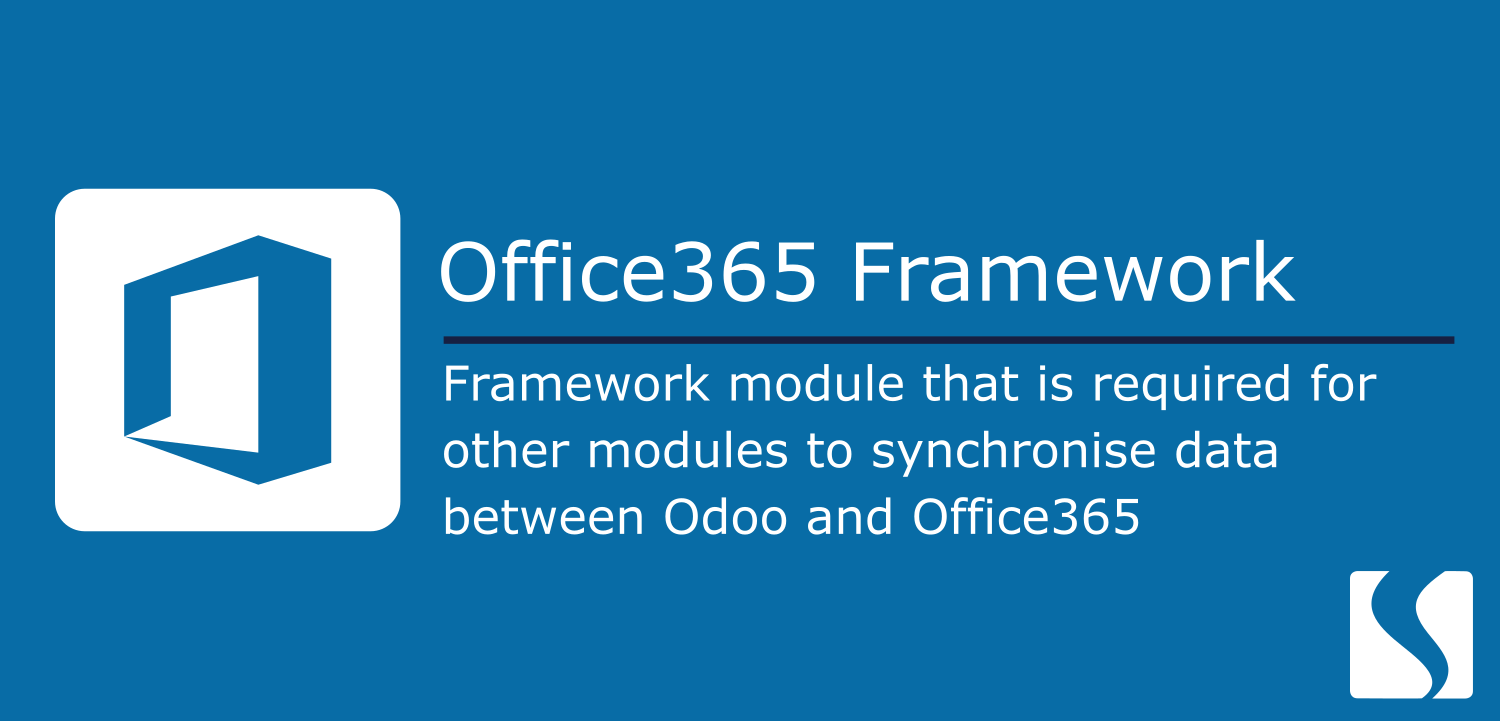 Office365 Framework
Framework module that is required for
other modules to synchronise data
between Odoo and Office365